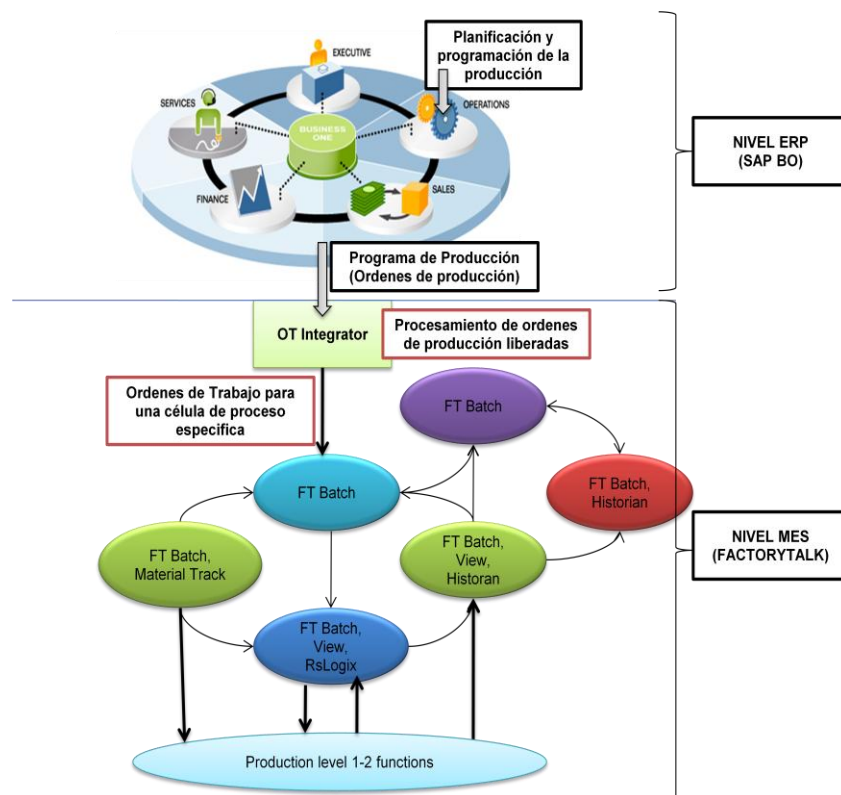 Planificación y
programación de la
producción
EXECUTIVE
SERVICES
OPERATIONS
BUSINESS
ONE
FINANCE
SALES
NIVEL ERP
(SAP BO)
Programa de Producción
(Ordenes de producción)
OT Integrator
Procesamiento de ordenes
de producción liberadas
Ordenes de Trabajo para
una célula de proceso
especifica
FT Batch
FT Batch
FT Batch,
Historian
FT Batch,
Material Track
FT Batch,
View,
Historan
NIVEL MES
(FACTORYTALK)
FT Batch,
View,
RsLogix
Production level 1-2 functions